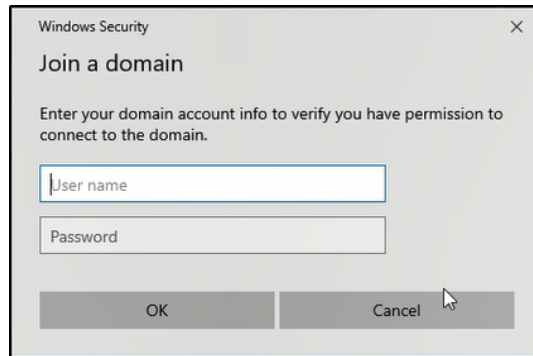 Windows Security
Join a domain
Enter your domain account info to verify you have permission to
connect to the domain.
User name
Password
OK
Cancel